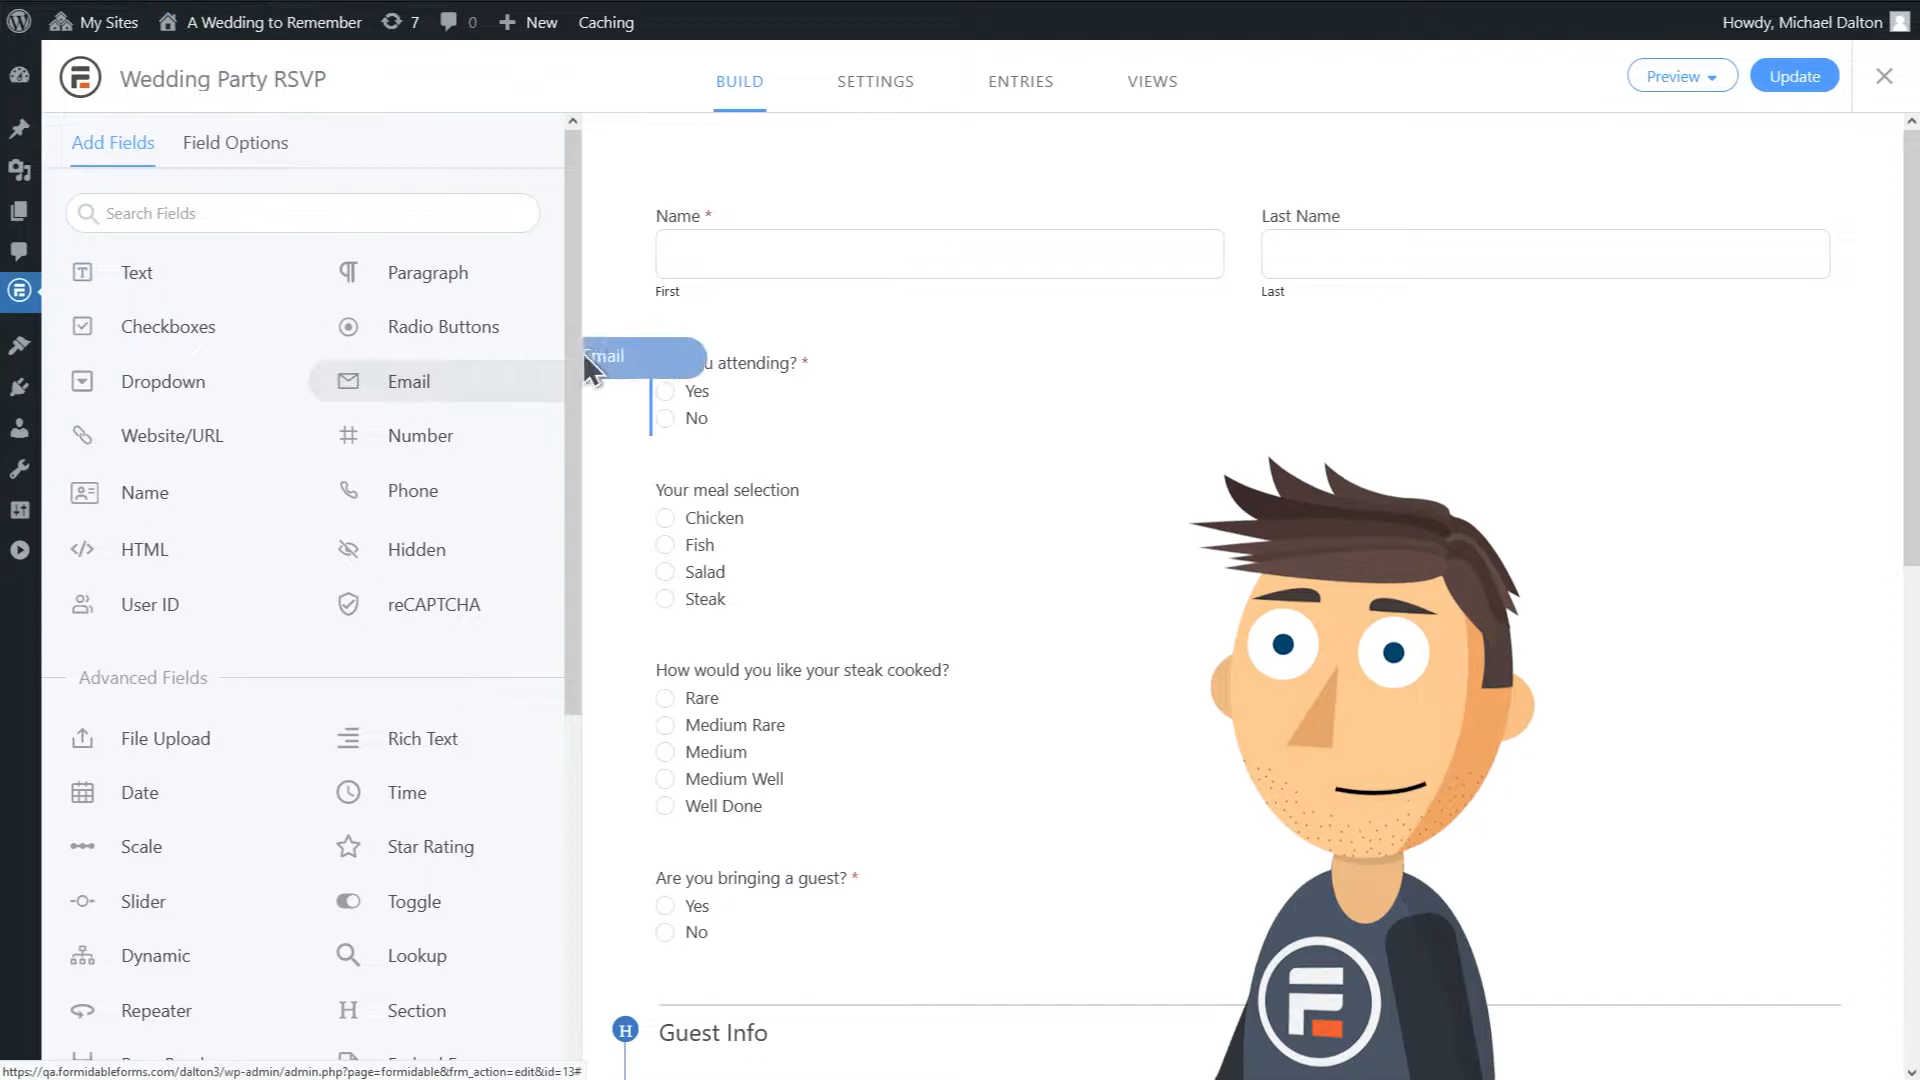 My Sites
A Wedding to Remember
7
0
New
Caching
Howdy, Michael Dalton
Wedding Party RSVP
BUILD
SETTINGS
ENTRIES
VIEWS
Preview
Update
Add Fields
Field Options
Search Fields
Text
Paragraph
Checkboxes
Radio Buttons
Dropdown
Email
Website/URL
Number
Name
Phone
HTML
Hidden
User ID
reCAPTCHA
Advanced Fields
File Upload
Rich Text
Date
Time
Scale
Star Rating
Slider
Toggle
Dynamic
Lookup
Repeater
Section
https://qa.formidableforms.com/dalton3/wp-admin/admin.php?page=formidable&frm_action=edit&id=13#
Name *
First
Last Name
Last
Email
attending? *
Yes
No
Your meal selection
Chicken
Fish
Salad
Steak
How would you like your steak cooked?
Rare
Medium Rare
Medium
Medium Well
Well Done
Are you bringing a guest? *
Yes
No
H
Guest Info